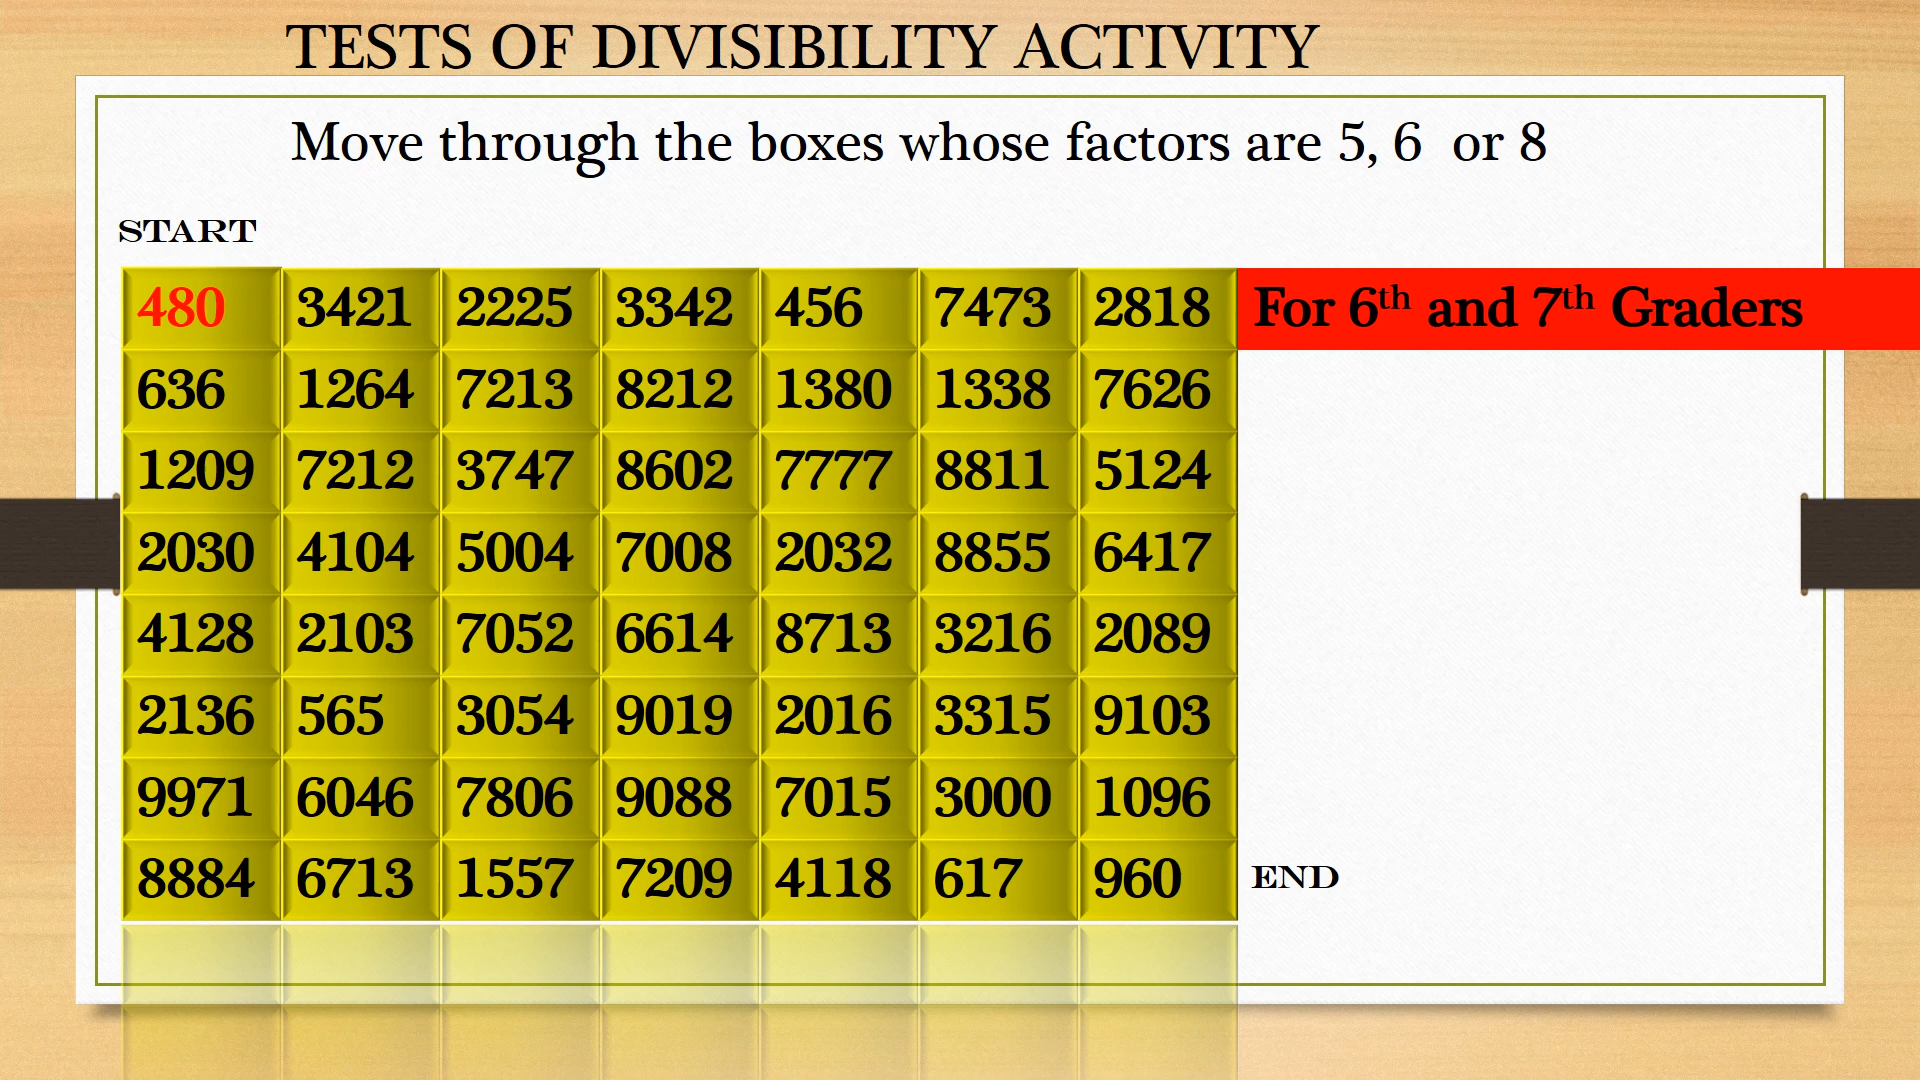 TESTS OF DIVISIBILITY ACTIVITY
Move through the boxes whose factors are 5, 6 or 8
START
480 3421 2225 3342 456 7473 2818 For 6th and 7th Graders
636 1264 7213 8212 1380 1338 7626
1209 7212 3747 8602 7777 8811 5124
2030 4104 5004 7008 2032 8855 6417
4128 2103 7052 6614 8713 3216 2089
2136 565 3054 9019 2016 3315 9103
9971 6046 7806 9088 7015 3000 1096
8884 6713 1557 7209 4118 617 960 END